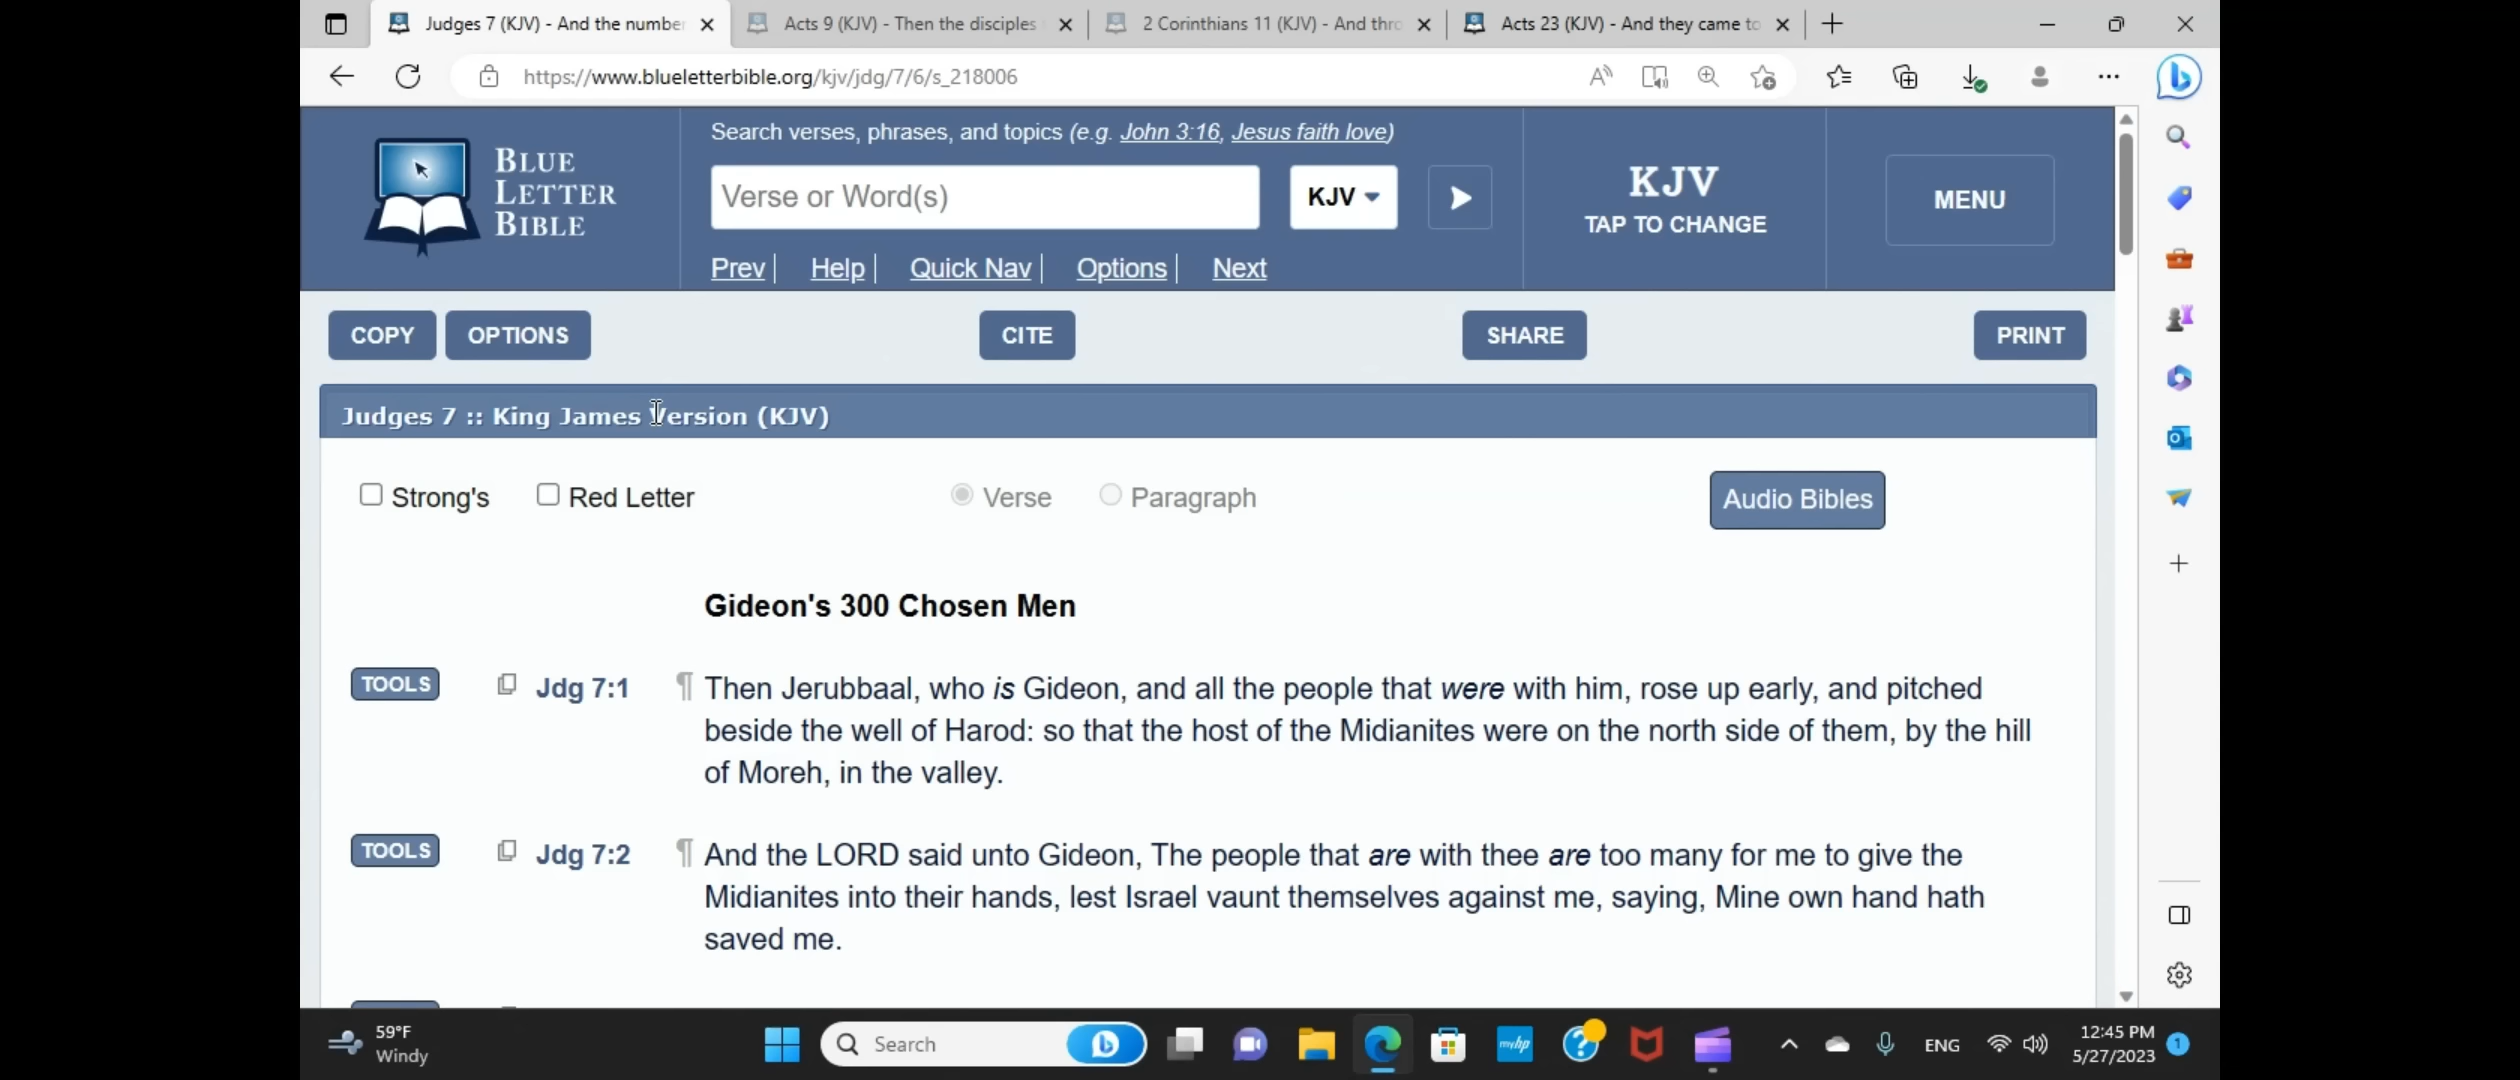 Judges 7 (KJV) - And the number
Acts 9 (KJV) - Then the disciples
2 Corinthians 11 (KJV) - And thro
Acts 23 (KJV) - And they came to
https://www.blueletterbible.org/kjv/jdg/7/6/s_218006
BLUE
LETTER
BIBLE
Search verses, phrases, and topics (e.g. John 3:16, Jesus faith love)
Verse or Word(s)
KJV
Prev | Help | Quick Nav | Options | Next
KJV
TAP TO CHANGE
MENU
COPY
OPTIONS
CITE
SHARE
PRINT
Judges 7 :: King James Version (KJV)
Strong's
Red Letter
Verse
Paragraph
Audio Bibles
Gideon's 300 Chosen Men
TOOLS
Jdg 7:1
¶ Then Jerubbaal, who is Gideon, and all the people that were with him, rose up early, and pitched
beside the well of Harod: so that the host of the Midianites were on the north side of them, by the hill
of Moreh, in the valley.
TOOLS
Jdg 7:2
¶ And the LORD said unto Gideon, The people that are with thee are too many for me to give the
Midianites into their hands, lest Israel vaunt themselves against me, saying, Mine own hand hath
saved me.
59°F
Windy
Search
myhp
ENG
12:45 PM
5/27/2023
1